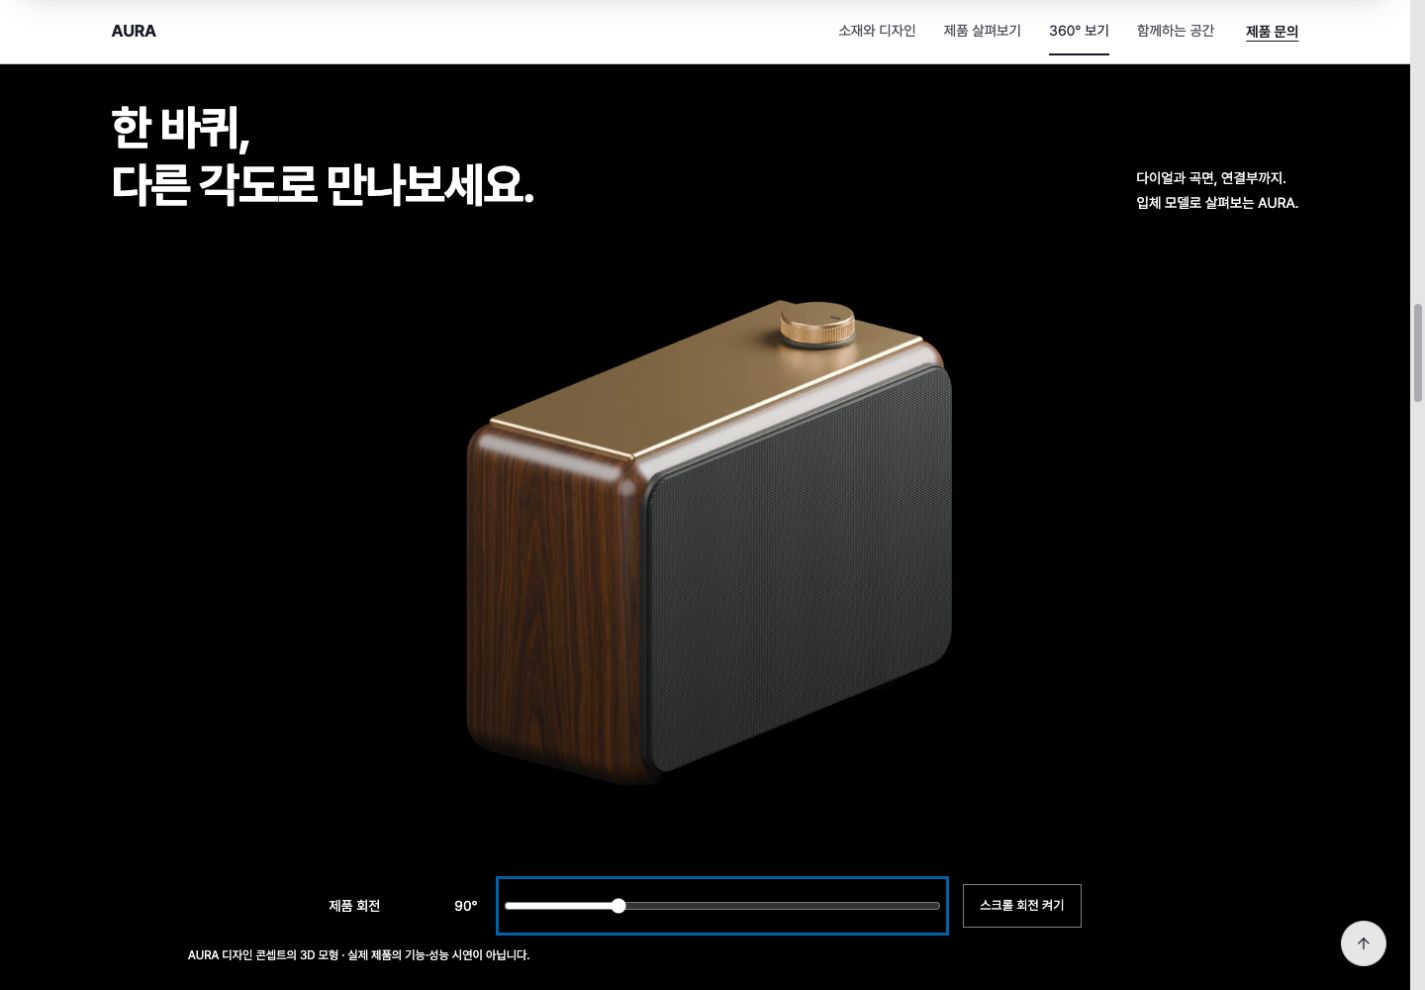 AURA
소재와 디자인
제품 살펴보기
360° 보기
함께하는 공간
제품 문의
한 바퀴,
다른 각도로 만나보세요.
다이얼과 곡면, 연결부까지.
입체 모델로 살펴보는 AURA.
제품 회전
90°
스크롤 회전 켜기
AURA 디자인 콘셉트의 3D 모형 · 실제 제품의 기능·성능 시연이 아닙니다.